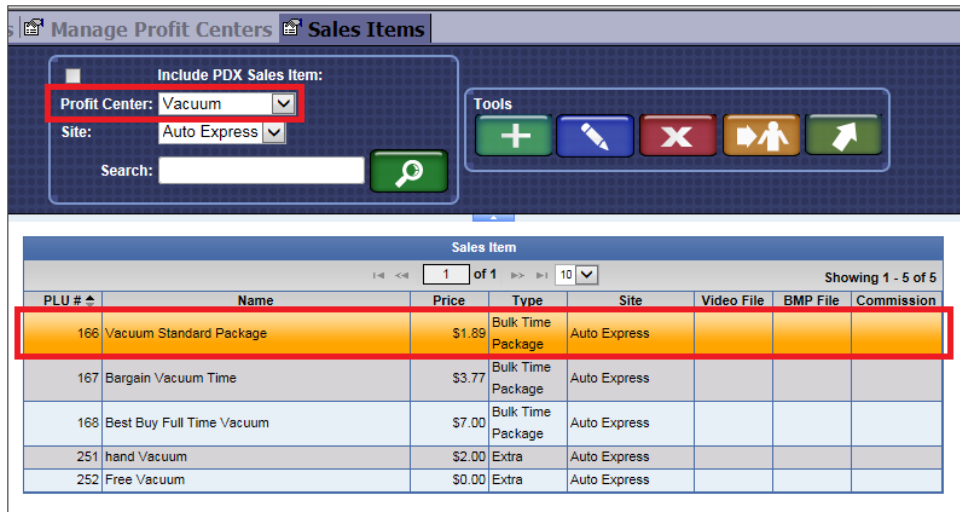 s Manage Profit Centers Sales Items
Include PDX Sales Item:
Profit Center: Vacuum
Site: Auto Express
Search:
Tools
Sales Item
1 of 1 10 Showing 1 - 5 of 5
PLU # Name Price Type Site Video File BMP File Commission
166 Vacuum Standard Package $1.89 Bulk Time Package Auto Express
167 Bargain Vacuum Time $3.77 Bulk Time Package Auto Express
168 Best Buy Full Time Vacuum $7.00 Bulk Time Package Auto Express
251 hand Vacuum $2.00 Extra Auto Express
252 Free Vacuum $0.00 Extra Auto Express